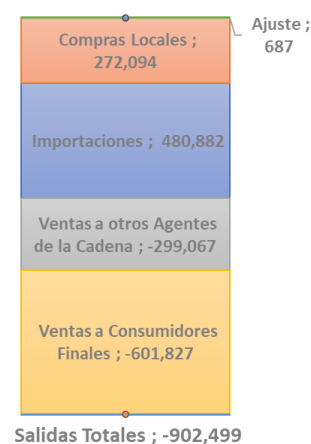 Ajuste ;
687
Compras Locales ;
272,094
Importaciones ; 480,882
Ventas a otros Agentes
de la Cadena ; -299,067
Ventas a Consumidores
Finales ; -601,827
Salidas Totales ; -902,499